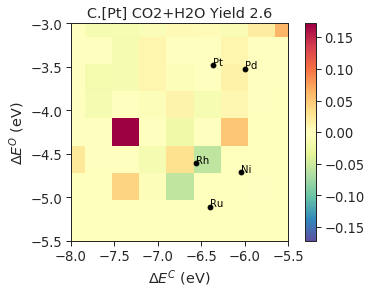 C.[Pt] CO2+H2O Yield 2.6
−3.0
−3.5
−4.0
−4.5
−5.0
−5.5
ΔE^O (eV)
Pt
Pd
Rh
Ni
Ru
−8.0 −7.5 −7.0 −6.5 −6.0 −5.5
ΔE^C (eV)
0.15
0.10
0.05
0.00
−0.05
−0.10
−0.15